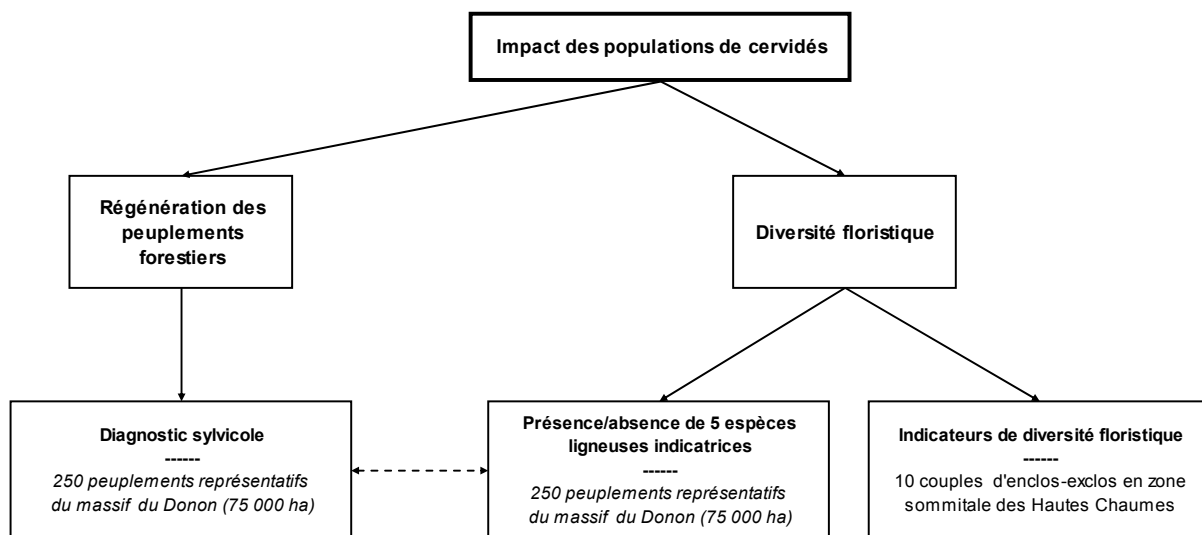 Impact des populations de cervidés
Régénération des
peuplements
forestiers
Diversité floristique
Diagnostic sylvicole
------
250 peuplements représentatifs
du massif du Donon (75 000 ha)
Présence/absence de 5 espèces
ligneuses indicatrices
------
250 peuplements représentatifs
du massif du Donon (75 000 ha)
Indicateurs de diversité floristique
------
10 couples d'enclos-exclos en zone
sommitale des Hautes Chaumes